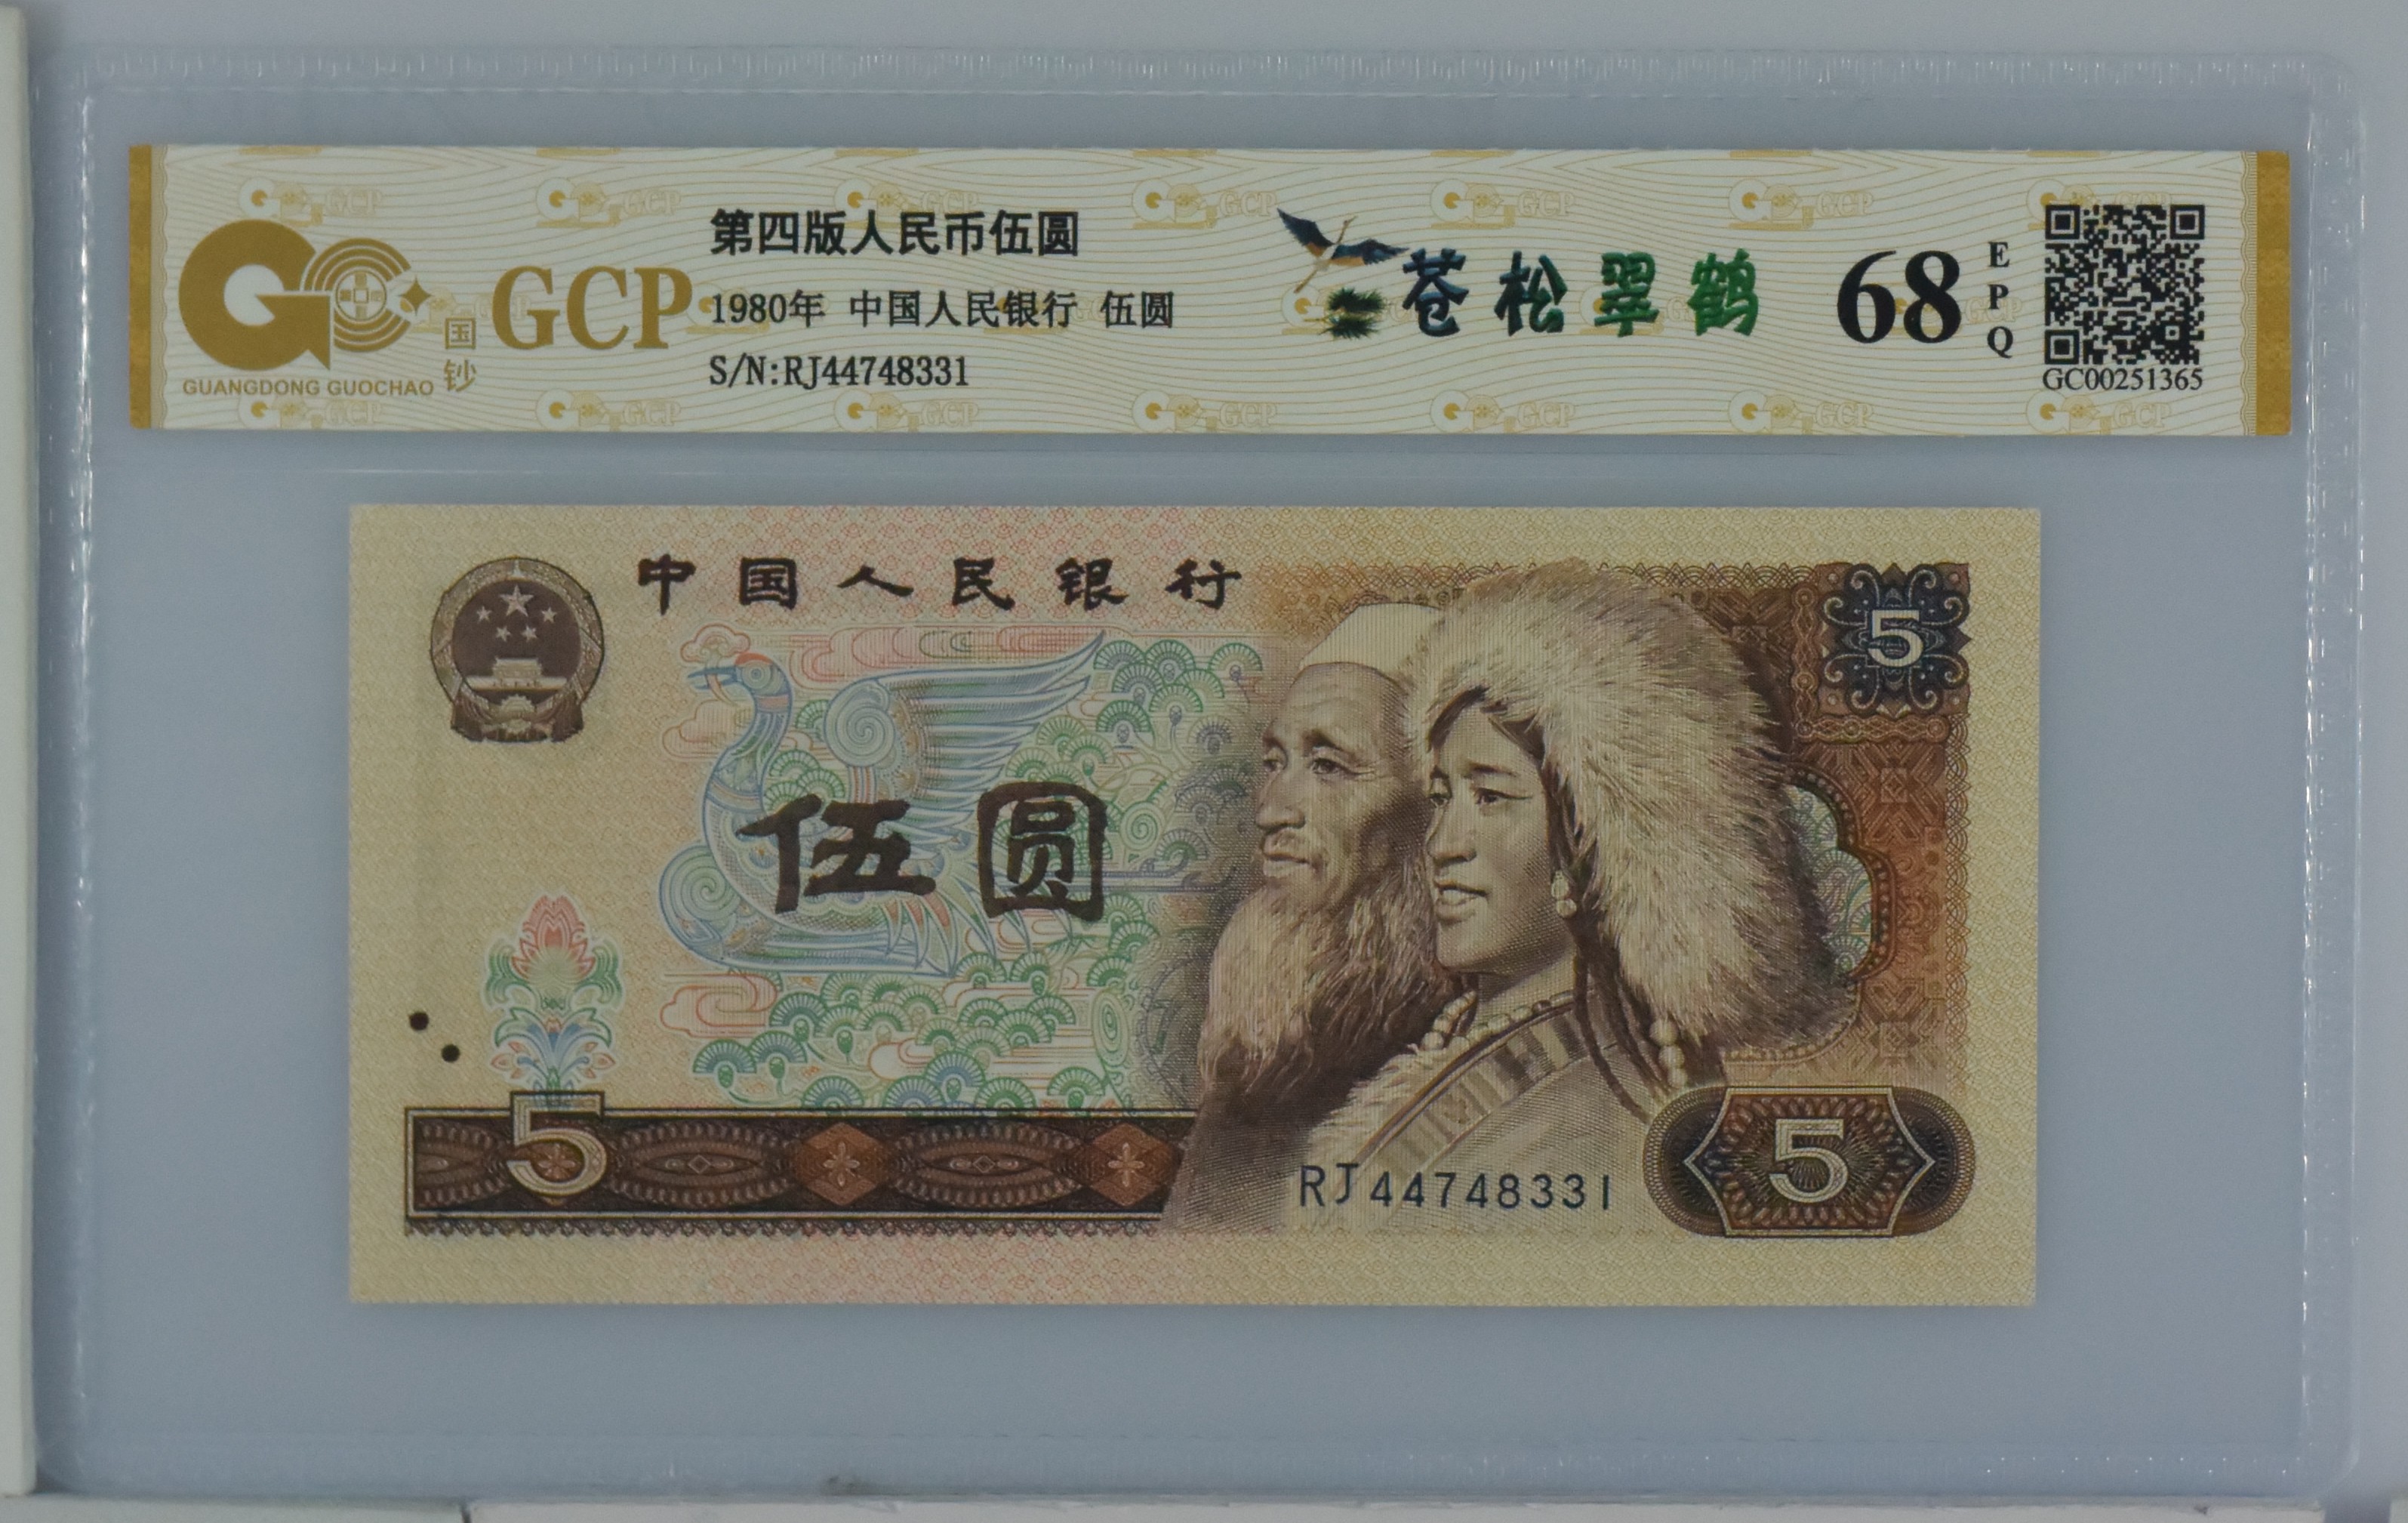 第四版人民币伍圆
GCP
1980年 中国人民银行 伍圆
国钞
S/N:RJ44748331
GUANGDONG GUOCHAO
苍松翠鹤
68
EPQ
GC00251365
中国人民银行
5
伍圆
5
RJ44748331
5